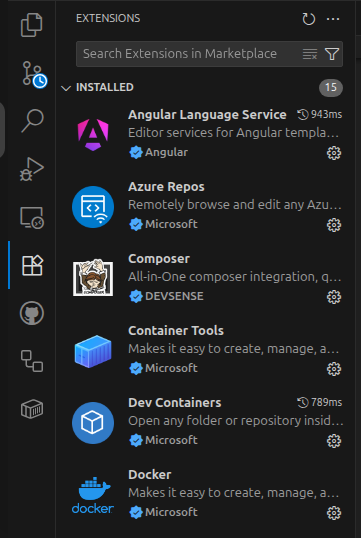 EXTENSIONS
Search Extensions in Marketplace
INSTALLED 15
Angular Language Service 943ms
Editor services for Angular templa...
Angular
Azure Repos
Remotely browse and edit any Azu...
Microsoft
Composer
All-in-One composer integration, q...
DEVSENSE
Container Tools
Makes it easy to create, manage, a...
Microsoft
Dev Containers 789ms
Open any folder or repository insid...
Microsoft
Docker
Makes it easy to create, manage, a...
docker
Microsoft